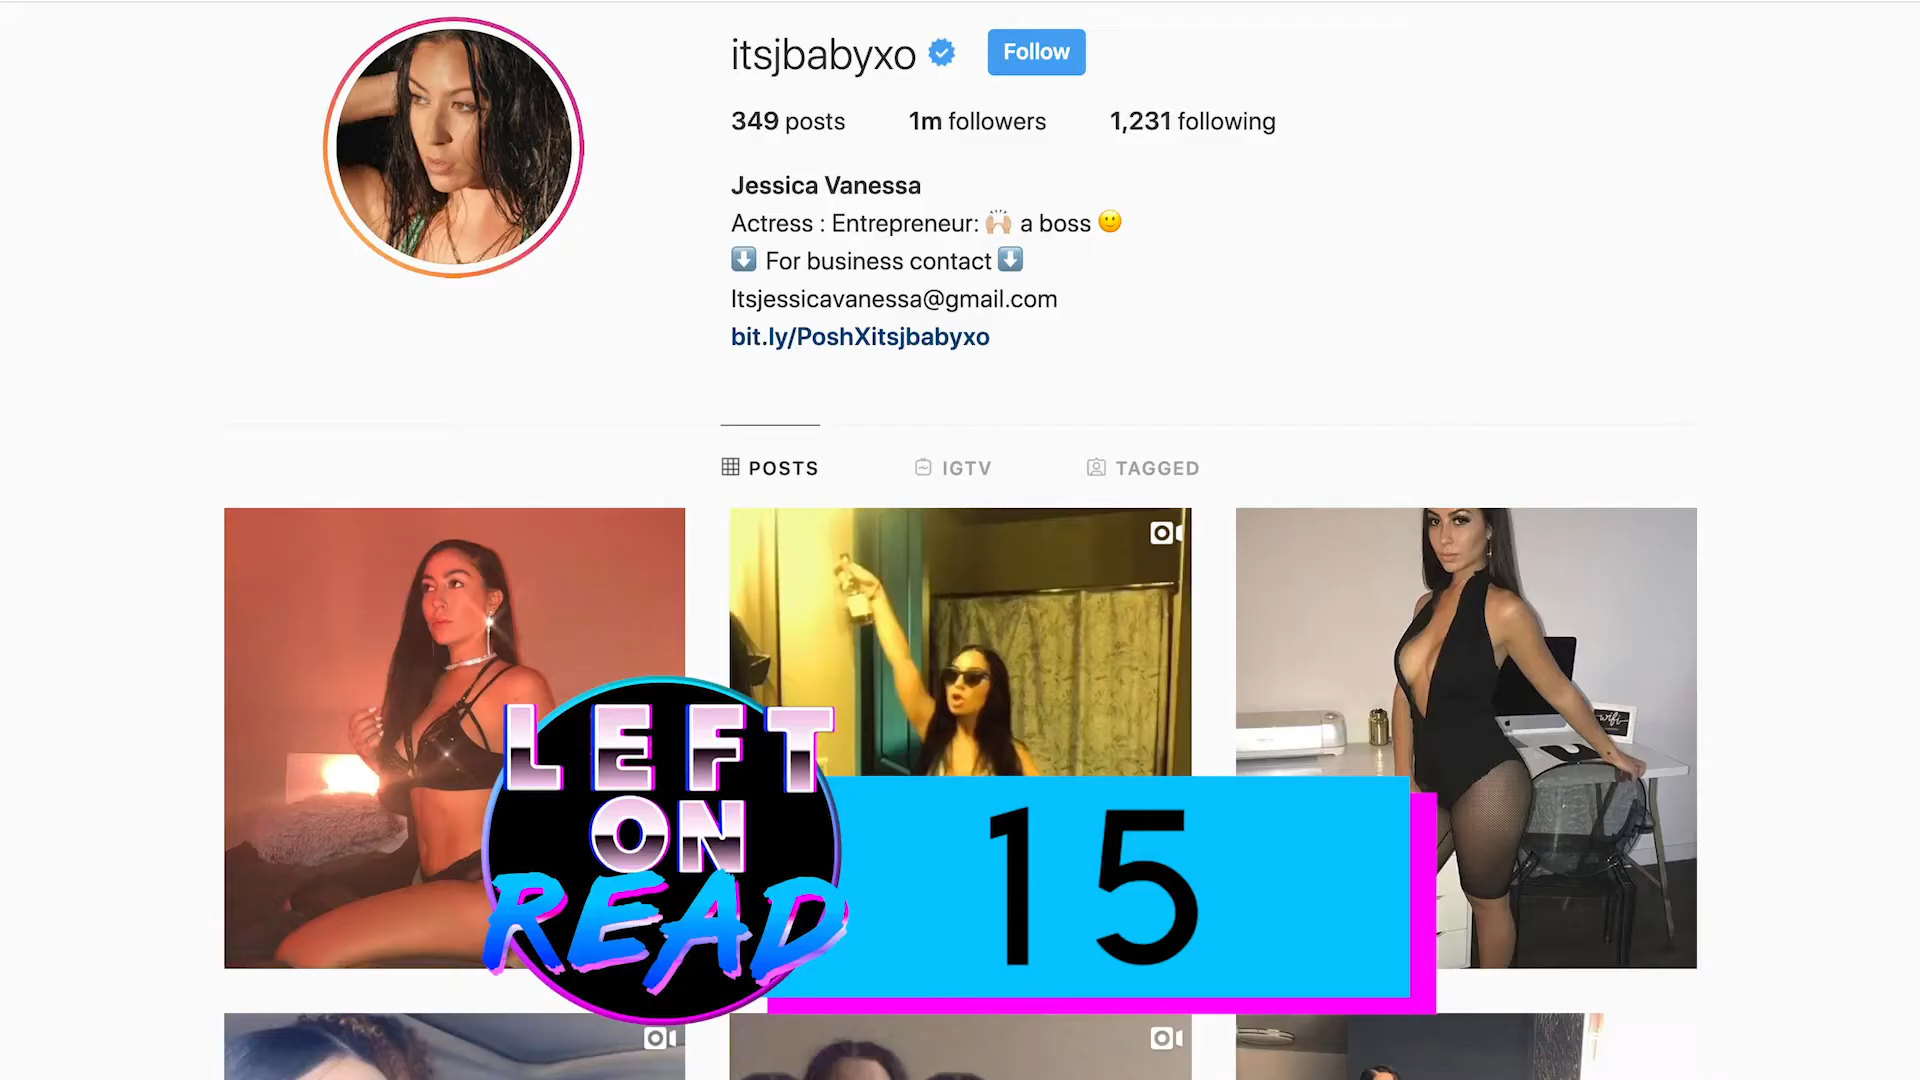 itsjbabyxo Follow
349 posts 1m followers 1,231 following
Jessica Vanessa
Actress : Entrepreneur: 🙌🏼 a boss 🙂
⬇️ For business contact ⬇️
Itsjessicavanessa@gmail.com
bit.ly/PoshXitsjbabyxo
POSTS IGTV TAGGED
wifi
LEFT
ON
READ
15